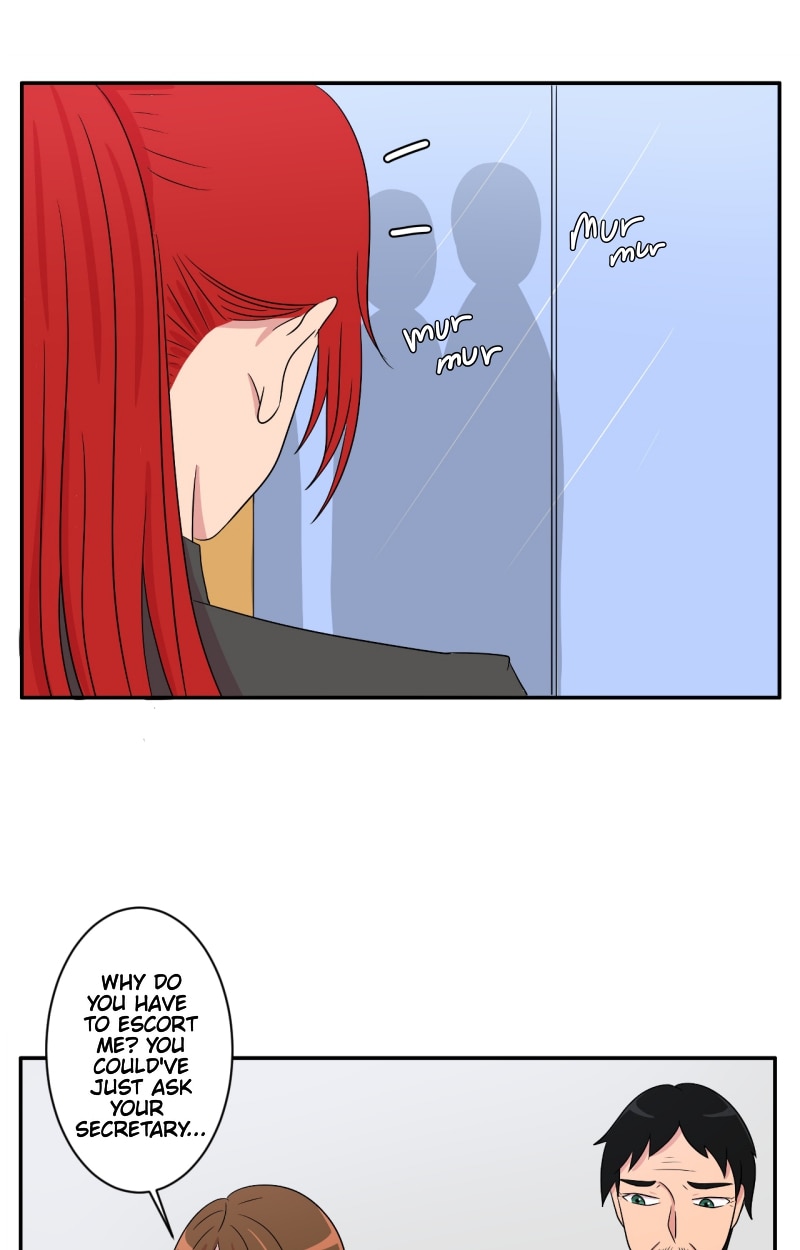 mur
mur
mur
mur
WHY DO
YOU HAVE
TO ESCORT
ME? YOU
COULD'VE
JUST ASK
YOUR
SECRETARY...